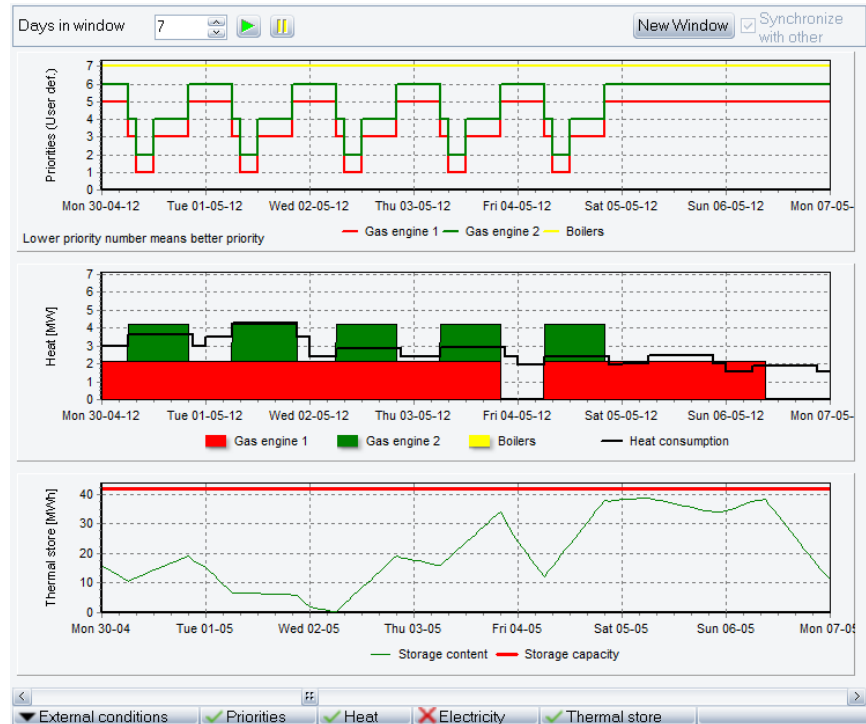 Days in window 7 New Window Synchronize
with other
Priorities (User def.)
7
6
5
4
3
2
1
0
Mon 30-04-12 Tue 01-05-12 Wed 02-05-12 Thu 03-05-12 Fri 04-05-12 Sat 05-05-12 Sun 06-05-12 Mon 07-05-
Lower priority number means better priority
Gas engine 1 Gas engine 2 Boilers
Heat [MW]
7
6
5
4
3
2
1
0
Mon 30-04-12 Tue 01-05-12 Wed 02-05-12 Thu 03-05-12 Fri 04-05-12 Sat 05-05-12 Sun 06-05-12 Mon 07-05-
Gas engine 1 Gas engine 2 Boilers Heat consumption
Thermal store [MWh]
40
30
20
10
0
Mon 30-04 Tue 01-05 Wed 02-05 Thu 03-05 Fri 04-05 Sat 05-05 Sun 06-05 Mon 07-05
Storage content Storage capacity
External conditions Priorities Heat Electricity Thermal store